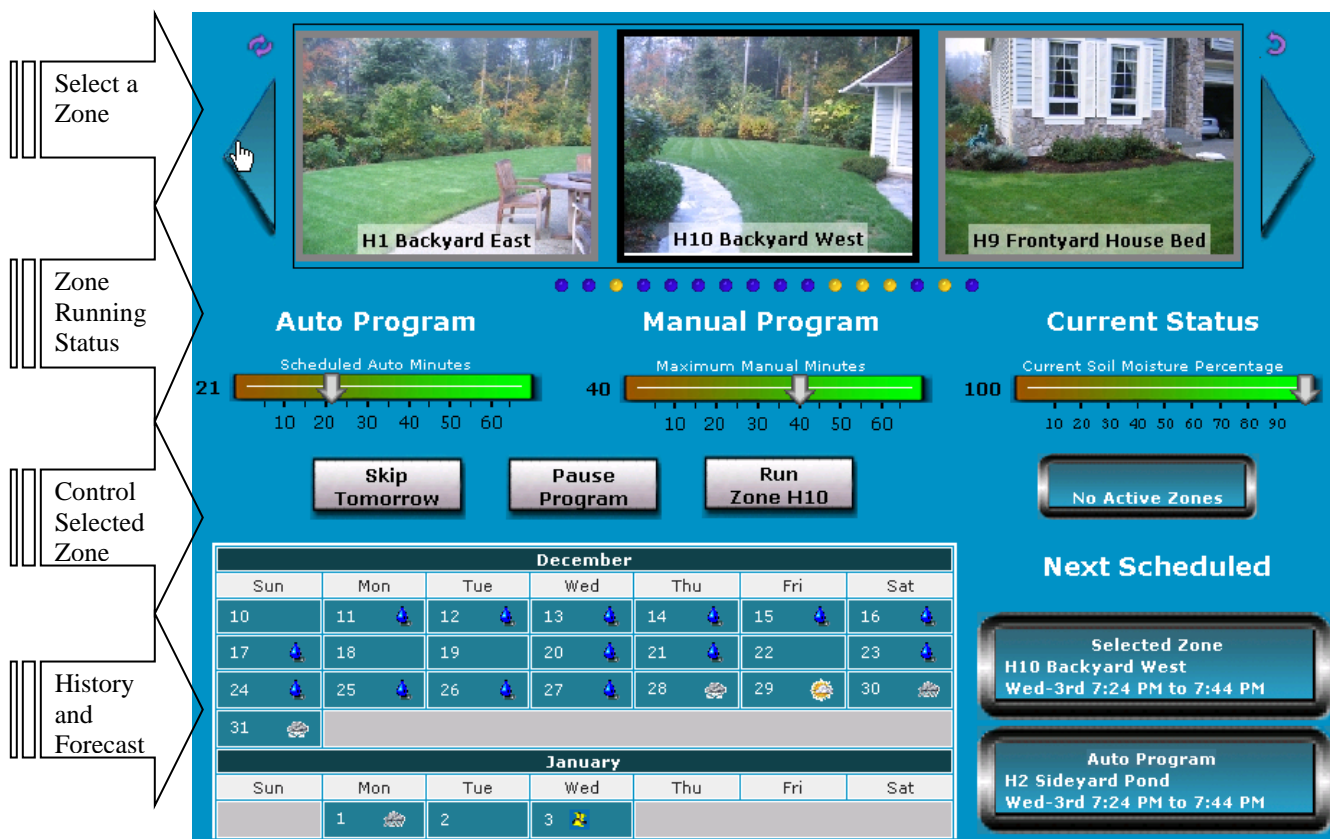 Select a
Zone
Zone
Running
Status
Control
Selected
Zone
History
and
Forecast
H1 Backyard East
H10 Backyard West
H9 Frontyard House Bed
Auto Program
Manual Program
Current Status
Scheduled Auto Minutes
21
10 20 30 40 50 60
Maximum Manual Minutes
40
10 20 30 40 50 60
Current Soil Moisture Percentage
100
10 20 30 40 50 60 70 80 90
Skip
Tomorrow
Pause
Program
Run
Zone H10
No Active Zones
December
Sun Mon Tue Wed Thu Fri Sat
10 11 12 13 14 15 16
17 18 19 20 21 22 23
24 25 26 27 28 29 30
31
January
Sun Mon Tue Wed Thu Fri Sat
1 2 3
Next Scheduled
Selected Zone
H10 Backyard West
Wed-3rd 7:24 PM to 7:44 PM
Auto Program
H2 Sideyard Pond
Wed-3rd 7:24 PM to 7:44 PM